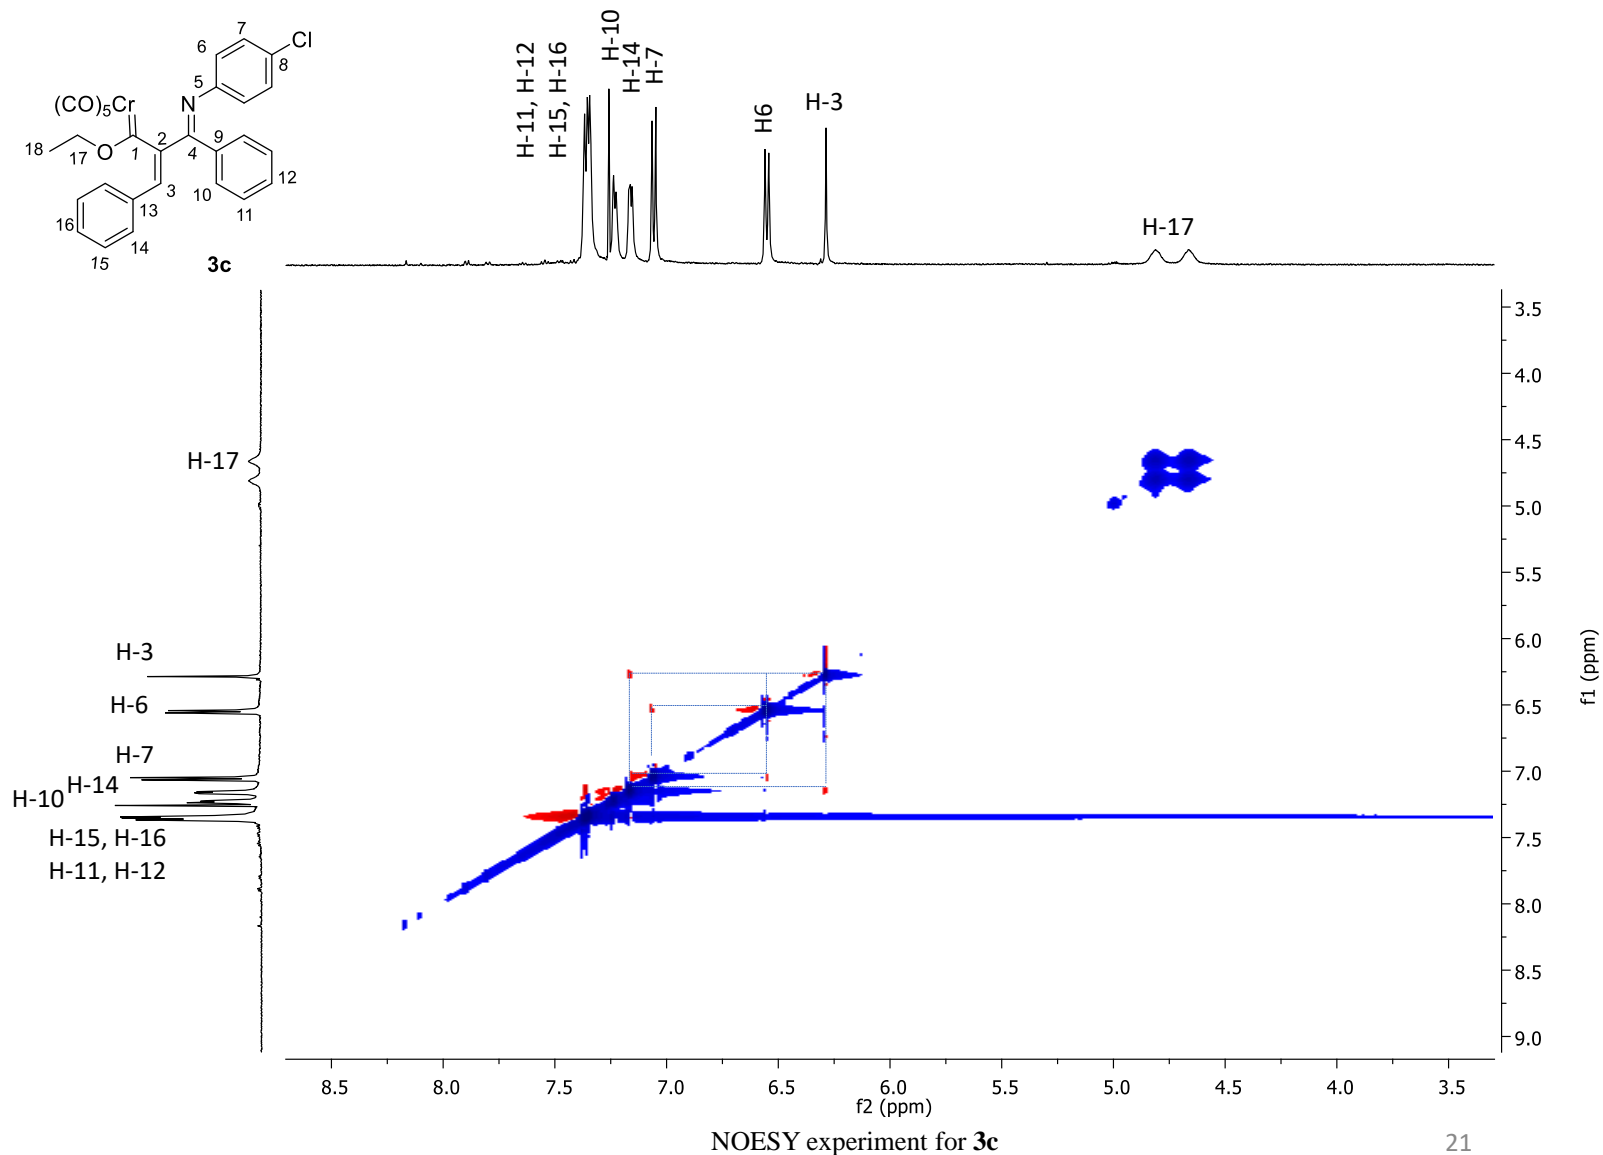 7
Cl
6
8
5
(CO)₅Cr
N
2
9
18
17
O
1
4
12
3
10
13
11
16
14
15
3c
H-11, H-12
H-15, H-16
H-10
H-14
H-7
H6
H-3
H-17
H-17
H-3
H-6
H-7
H-14
H-10
H-15, H-16
H-11, H-12
3.5
4.0
4.5
5.0
5.5
6.0
6.5
7.0
7.5
8.0
8.5
9.0
f1 (ppm)
8.5 8.0 7.5 7.0 6.5 6.0 5.5 5.0 4.5 4.0 3.5
f2 (ppm)
NOESY experiment for 3c
21